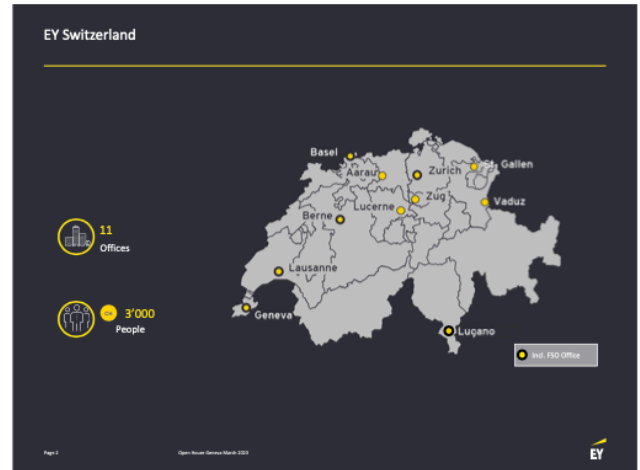 EY Switzerland
Basel
Aarau
Zurich
St. Gallen
Berne
Lucerne
Zug
Vaduz
11
Offices
Lausanne
CH 3'000
People
Geneva
Lugano
Incl. FSO Office
Page 2 Open House Geneva March 2023
EY